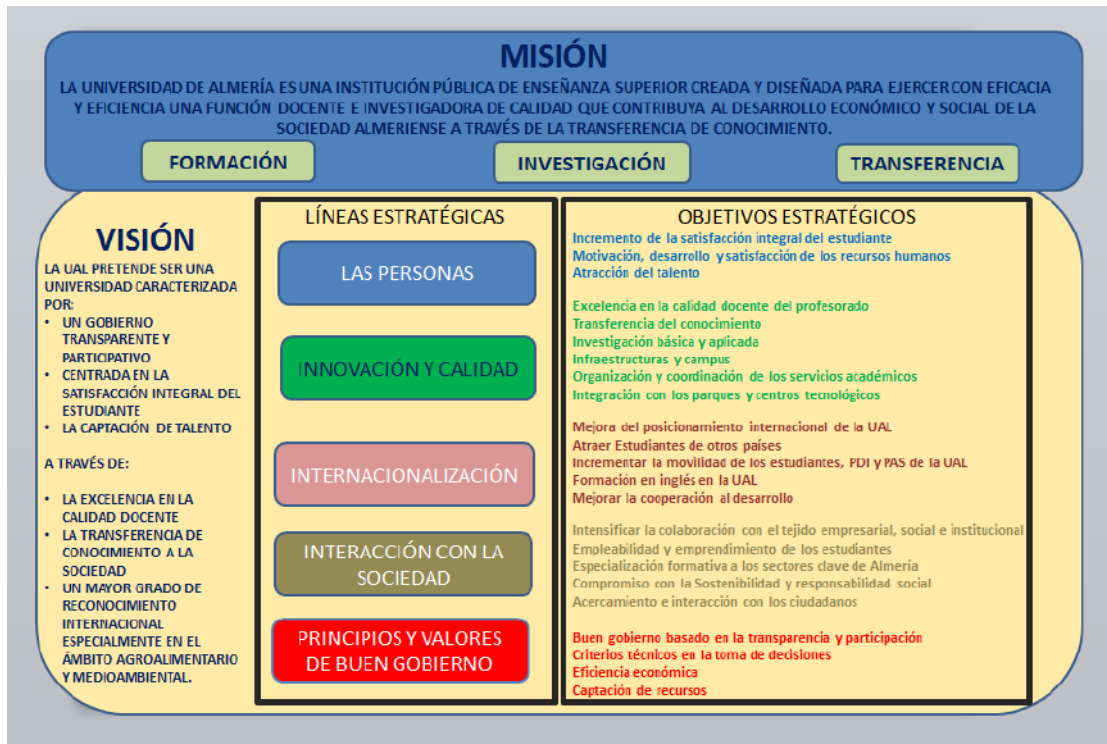 MISIÓN
LA UNIVERSIDAD DE ALMERÍA ES UNA INSTITUCIÓN PÚBLICA DE ENSEÑANZA SUPERIOR CREADA Y DISEÑADA PARA EJERCER CON EFICACIA
Y EFICIENCIA UNA FUNCIÓN DOCENTE E INVESTIGADORA DE CALIDAD QUE CONTRIBUYA AL DESARROLLO ECONÓMICO Y SOCIAL DE LA
SOCIEDAD ALMERIENSE A TRAVÉS DE LA TRANSFERENCIA DE CONOCIMIENTO.
FORMACIÓN
INVESTIGACIÓN
TRANSFERENCIA
VISIÓN
LA UAL PRETENDE SER UNA
UNIVERSIDAD CARACTERIZADA
POR:
• UN GOBIERNO
TRANSPARENTE Y
PARTICIPATIVO
• CENTRADA EN LA
SATISFACCIÓN INTEGRAL DEL
ESTUDIANTE
• LA CAPTACIÓN DE TALENTO
A TRAVÉS DE:
• LA EXCELENCIA EN LA
CALIDAD DOCENTE
• LA TRANSFERENCIA DE
CONOCIMIENTO A LA
SOCIEDAD
• UN MAYOR GRADO DE
RECONOCIMIENTO
INTERNACIONAL
ESPECIALMENTE EN EL
ÁMBITO AGROALIMENTARIO
Y MEDIOAMBIENTAL.
LÍNEAS ESTRATÉGICAS
LAS PERSONAS
INNOVACIÓN Y CALIDAD
INTERNACIONALIZACIÓN
INTERACCIÓN CON LA
SOCIEDAD
PRINCIPIOS Y VALORES
DE BUEN GOBIERNO
OBJETIVOS ESTRATÉGICOS
Incremento de la satisfacción integral del estudiante
Motivación, desarrollo y satisfacción de los recursos humanos
Atracción del talento
Excelencia en la calidad docente del profesorado
Transferencia del conocimiento
Investigación básica y aplicada
Infraestructuras y campus
Organización y coordinación de los servicios académicos
Integración con los parques y centros tecnológicos
Mejora del posicionamiento internacional de la UAL
Atraer Estudiantes de otros países
Incrementar la movilidad de los estudiantes, PDI y PAS de la UAL
Formación en inglés en la UAL
Mejorar la cooperación al desarrollo
Intensificar la colaboración con el tejido empresarial, social e institucional
Empleabilidad y emprendimiento de los estudiantes
Especialización formativa a los sectores clave de Almería
Compromiso con la Sostenibilidad y responsabilidad social
Acercamiento e interacción con los ciudadanos
Buen gobierno basado en la transparencia y participación
Criterios técnicos en la toma de decisiones
Eficiencia económica
Captación de recursos